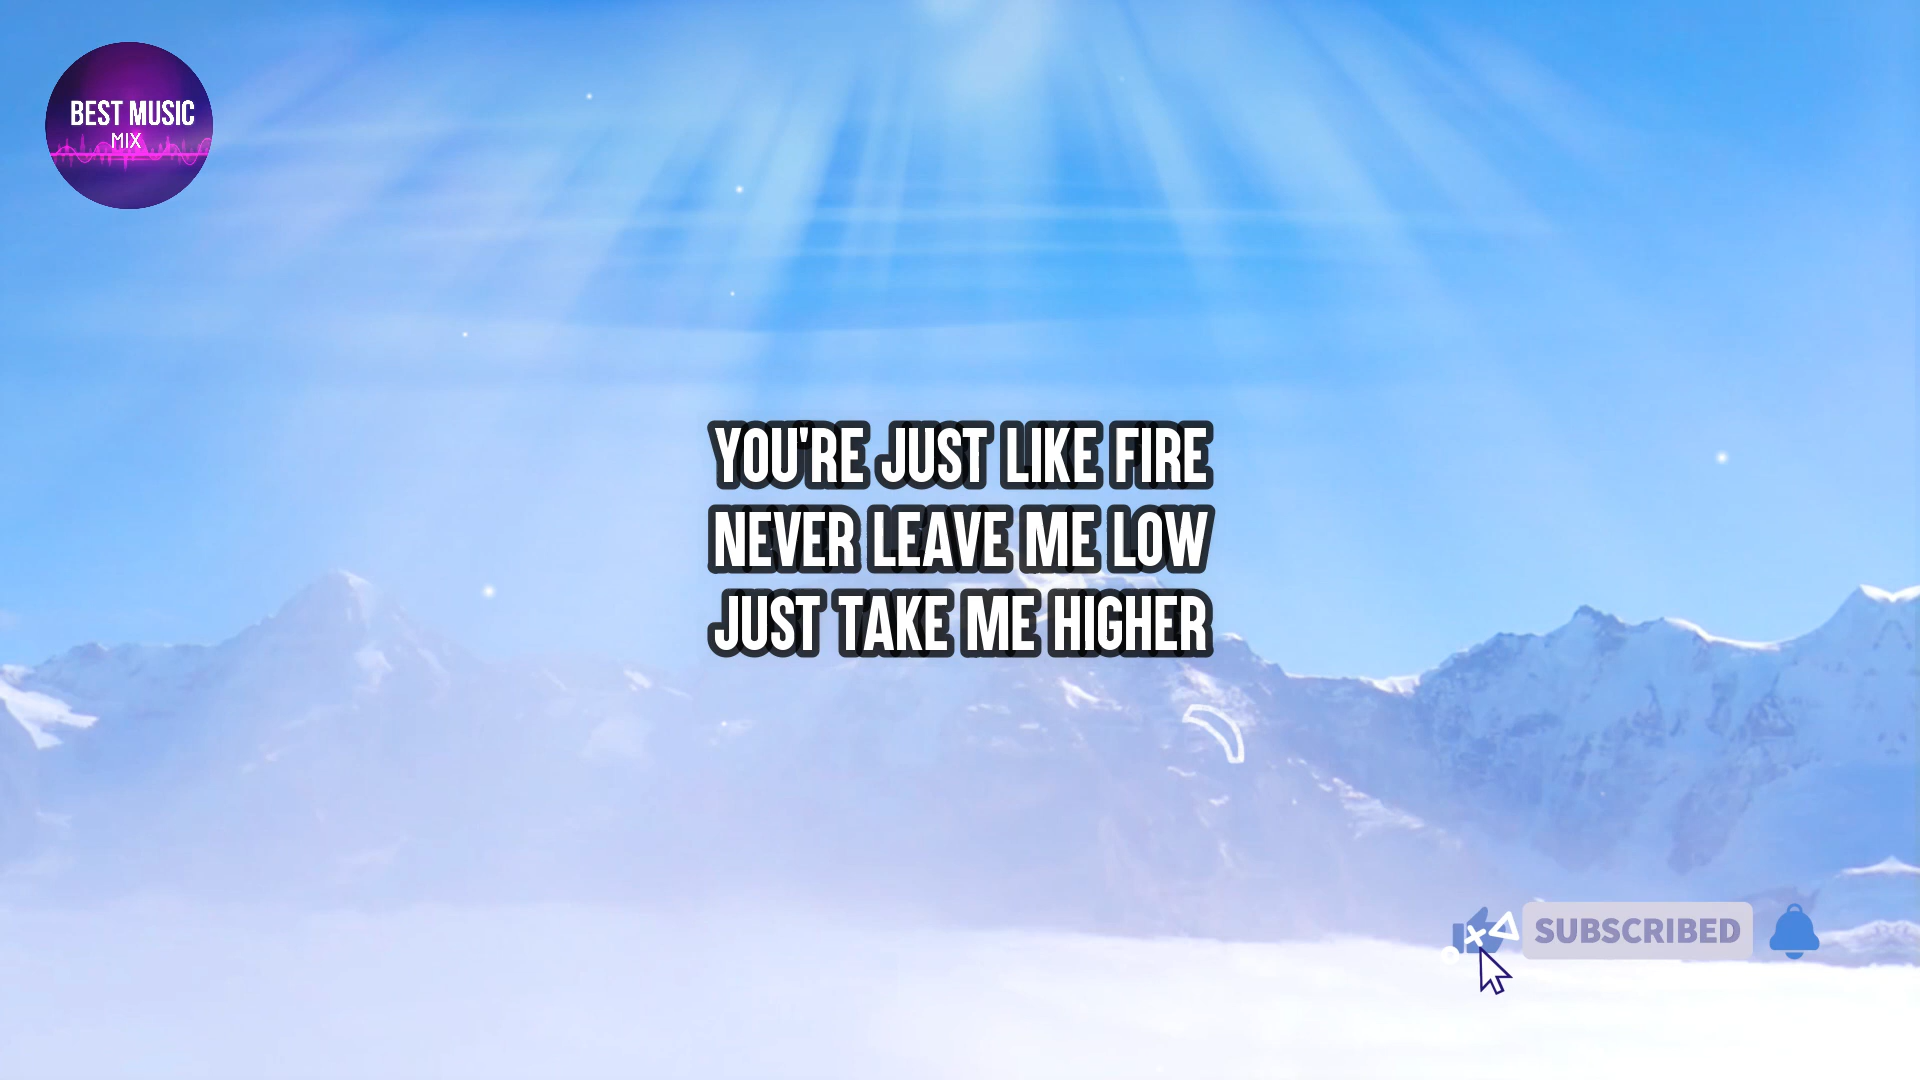 BEST MUSIC
MIX
YOU'RE JUST LIKE FIRE
NEVER LEAVE ME LOW
JUST TAKE ME HIGHER
SUBSCRIBED